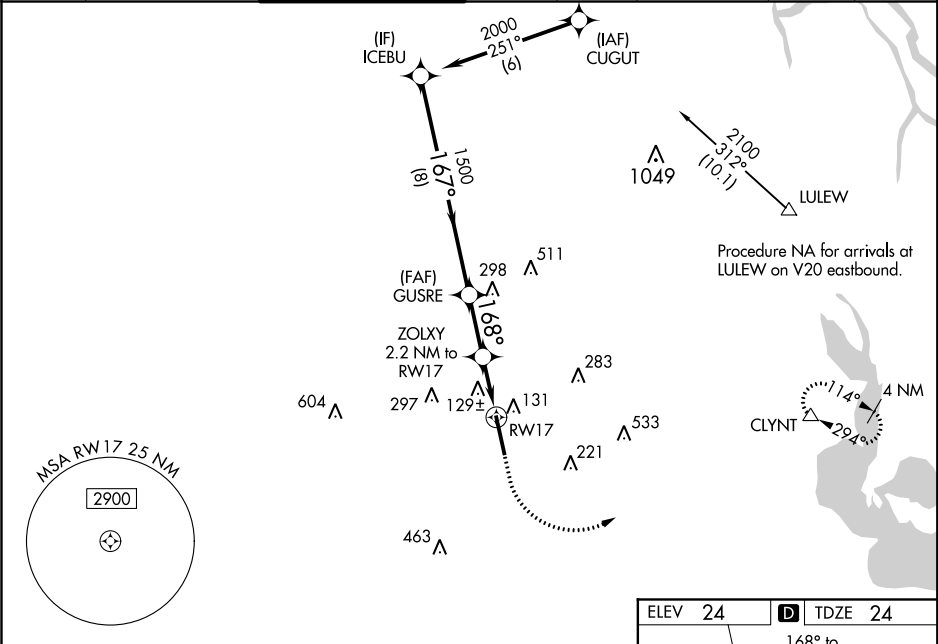 (IF)
ICEBU
2000
251°
(6)
(IAF)
CUGUT
1500
167°
(8)
1049
2100
312°
(10.1)
LULEW
Procedure NA for arrivals at
LULEW on V20 eastbound.
(FAF)
GUSRE
298
511
168°
ZOLXY
2.2 NM to
RW17
283
604
297
129±
131
RW17
533
221
463
CLYNT
114°
4 NM
294°
MSA RW17 25 NM
2900
ELEV 24
D
TDZE 24
168° to